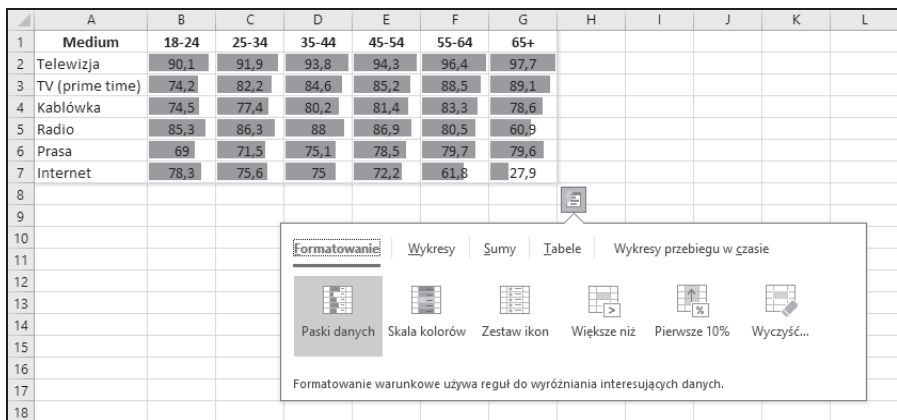 A B C D E F G H I J K L
1 Medium 18-24 25-34 35-44 45-54 55-64 65+
2 Telewizja 90,1 91,9 93,8 94,3 96,4 97,7
3 TV (prime time) 74,2 82,2 84,6 85,2 88,5 89,1
4 Kablówka 74,5 77,4 80,2 81,4 83,3 78,6
5 Radio 85,3 86,3 88 86,9 80,5 60,9
6 Prasa 69 71,5 75,1 78,5 79,7 79,6
7 Internet 78,3 75,6 75 72,2 61,8 27,9
8
9
10
11
12
13
14
15
16
17
18
Formatowanie Wykresy Sumy Tabele Wykresy przebiegu w czasie
Paski danych Skala kolorów Zestaw ikon Większe niż Pierwsze 10% Wyczyść...
Formatowanie warunkowe używa reguł do wyróżniania interesujących danych.